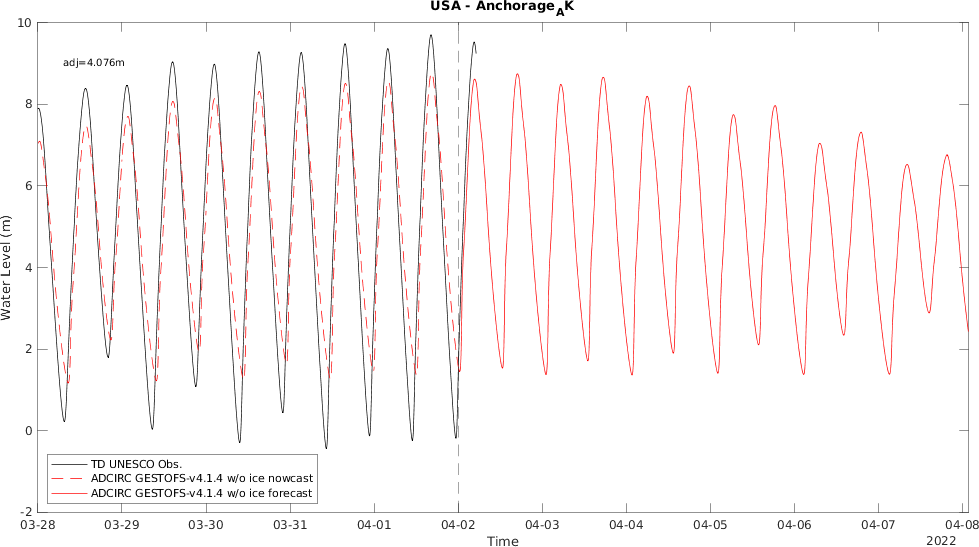 USA - Anchorage_AK
adj=4.076m
10
8
6
4
2
0
-2
Water Level (m)
TD UNESCO Obs.
ADCIRC GESTOFS-v4.1.4 w/o ice nowcast
ADCIRC GESTOFS-v4.1.4 w/o ice forecast
03-28 03-29 03-30 03-31 04-01 04-02 04-03 04-04 04-05 04-06 04-07 04-08
Time
2022